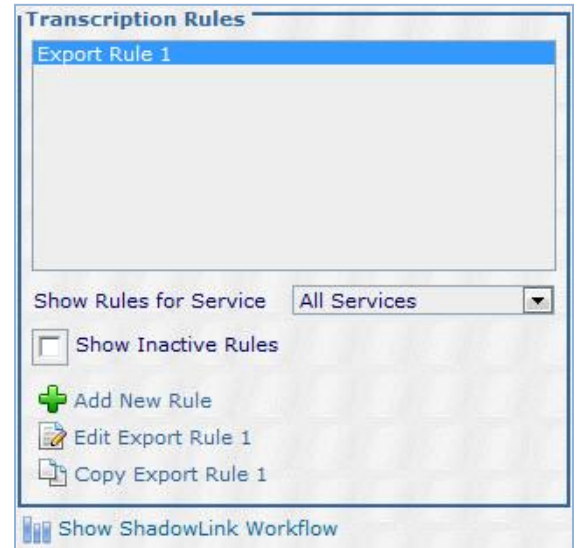 Transcription Rules
Export Rule 1
Show Rules for Service All Services
Show Inactive Rules
Add New Rule
Edit Export Rule 1
Copy Export Rule 1
Show ShadowLink Workflow